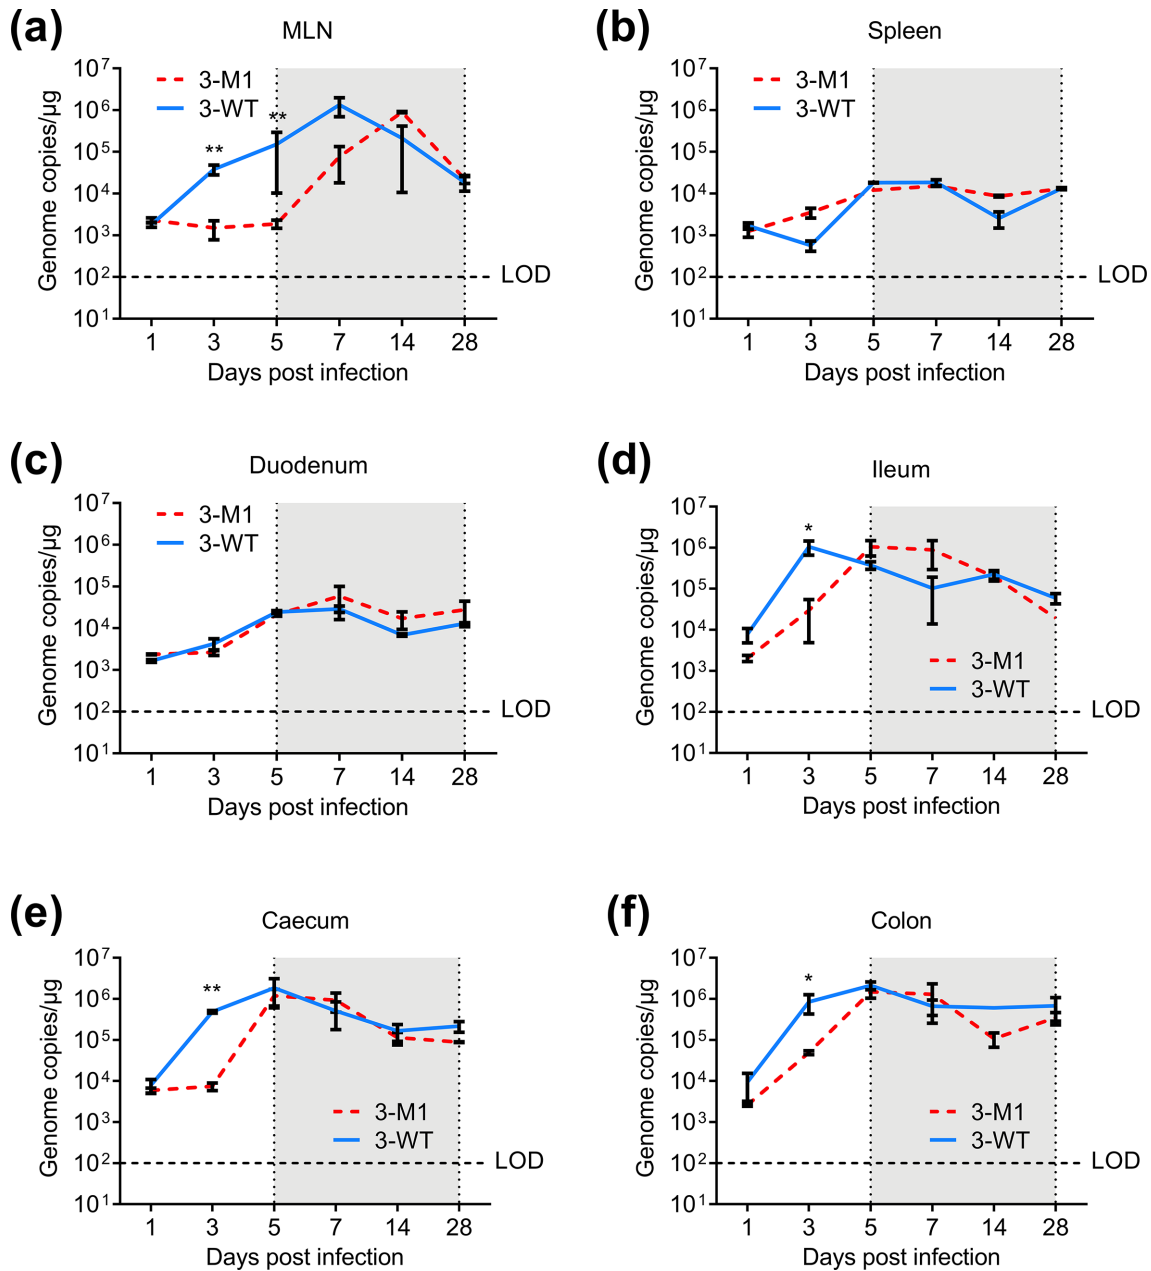 (a)
MLN
Genome copies/µg
10⁷
10⁶
10⁵
10⁴
10³
10²
10¹
3-M1
3-WT
**
**
LOD
1 3 5 7 14 28
Days post infection
(b)
Spleen
Genome copies/µg
10⁷
10⁶
10⁵
10⁴
10³
10²
10¹
3-M1
3-WT
LOD
1 3 5 7 14 28
Days post infection
(c)
Duodenum
Genome copies/µg
10⁷
10⁶
10⁵
10⁴
10³
10²
10¹
3-M1
3-WT
LOD
1 3 5 7 14 28
Days post infection
(d)
Ileum
Genome copies/µg
10⁷
10⁶
10⁵
10⁴
10³
10²
10¹
*
3-M1
3-WT
LOD
1 3 5 7 14 28
Days post infection
(e)
Caecum
Genome copies/µg
10⁷
10⁶
10⁵
10⁴
10³
10²
10¹
**
3-M1
3-WT
LOD
1 3 5 7 14 28
Days post infection
(f)
Colon
Genome copies/µg
10⁷
10⁶
10⁵
10⁴
10³
10²
10¹
*
3-M1
3-WT
LOD
1 3 5 7 14 28
Days post infection